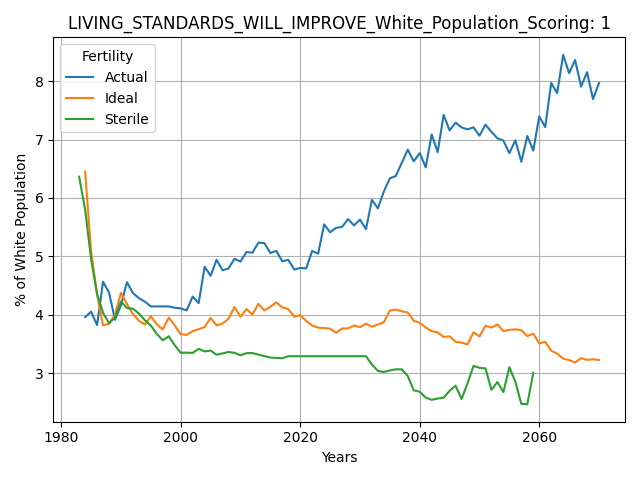 LIVING_STANDARDS_WILL_IMPROVE_White_Population_Scoring: 1
Fertility
Actual
Ideal
Sterile
% of White Population
8
7
6
5
4
3
1980
2000
2020
2040
2060
Years